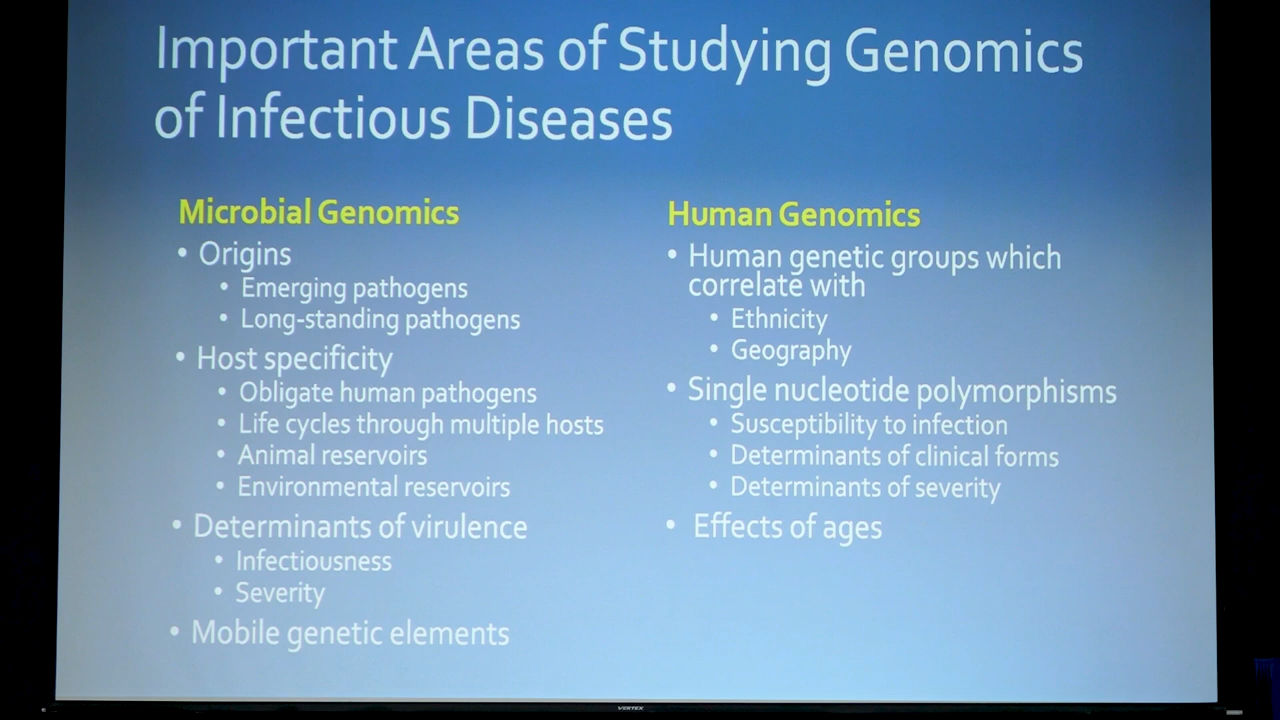 Important Areas of Studying Genomics
of Infectious Diseases
Microbial Genomics
• Origins
• Emerging pathogens
• Long-standing pathogens
• Host specificity
• Obligate human pathogens
• Life cycles through multiple hosts
• Animal reservoirs
• Environmental reservoirs
• Determinants of virulence
• Infectiousness
• Severity
• Mobile genetic elements
Human Genomics
• Human genetic groups which
correlate with
• Ethnicity
• Geography
• Single nucleotide polymorphisms
• Susceptibility to infection
• Determinants of clinical forms
• Determinants of severity
• Effects of ages
VERTEX